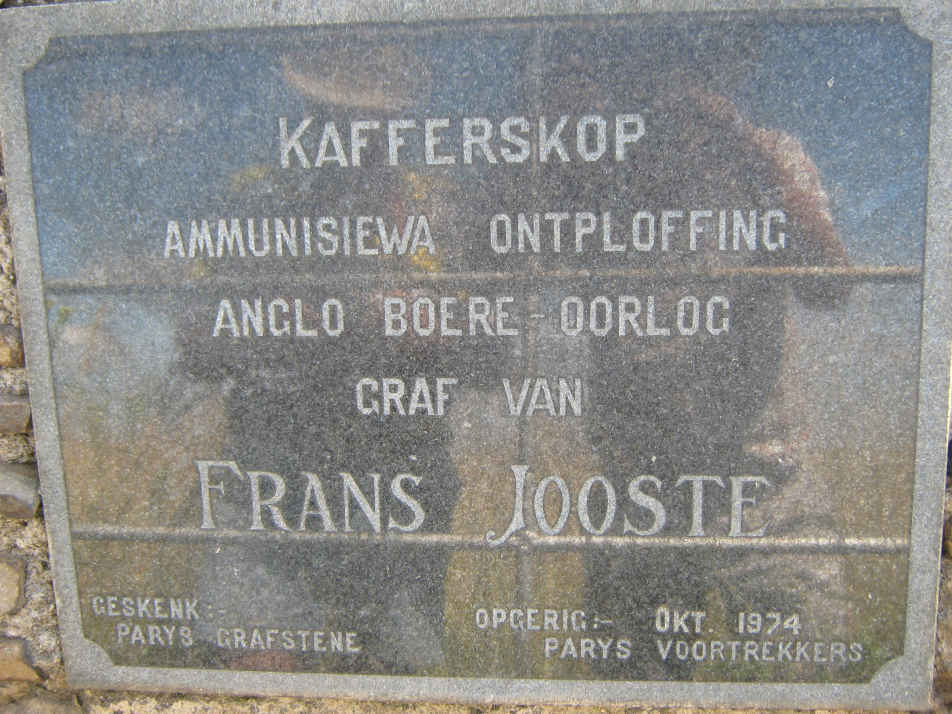 KAFFERSKOP
AMMUNISIEWA ONTPLOFFING
ANGLO BOERE-OORLOG
GRAF VAN
FRANS JOOSTE
GESKENK:-
PARYS GRAFSTENE
OPGERIG:- OKT. 1974
PARYS VOORTREKKERS